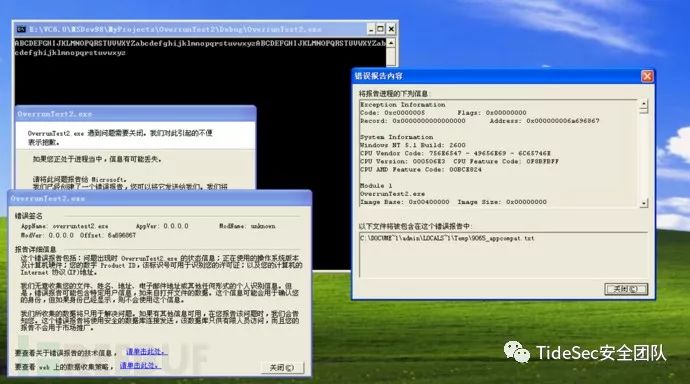 E:\VC6.0\MSDev98\MyProjects\OverrunTest2\Debug\OverrunTest2.exe
ABCDEFGHIJKLMNOPQRSTUVWXYZabcdefghijklmnopqrstuvwxyzABCDEFGHIJKLMNOPQRSTUVWXYZab
cdefghijklmnopqrstuvwxyz
OverrunTest2.exe
OverrunTest2.exe 遇到问题需要关闭。我们对此引起的不便
表示抱歉。
如果您正处于进程当中，信息有可能丢失。
请将此问题报告给 Microsoft。
我们已经创建了一个错误报告，您可以将它发送给我们。我们将
OverrunTest2.exe
错误签名
AppName: overruntest2.exe AppVer: 0.0.0.0 ModName: unknown
ModVer: 0.0.0.0 Offset: 6a696867
报告详细信息
这个错误报告包括：问题出现时 OverrunTest2.exe 的状态信息；正在使用的操作系统版本
及计算机硬件；您的数字 Product ID，该标识号可用于识别您的许可证；以及您的计算机的
Internet 协议(IP)地址。
我们无意收集您的文件、姓名、地址、电子邮件地址或其他任何形式的个人识别信息。但
是，错误报告可能包含特定用户信息，如来自打开文件的数据。这个信息可能会用于确认您
的身份，但如果身份已经显示，则不会使用这个信息。
我们所收集的数据将只用于解决问题。如果有其他信息可用，在您报告该问题时，我们会告
知您。这个错误报告将使用安全的数据库连接发送，该数据库只供有限人员访问，而且您的
报告不会用于市场推广。
要查看关于错误报告的技术信息，请单击此处。
要查看 web 上的数据收集策略，请单击此处。
关闭(C)
错误报告内容
将报告进程的下列信息:
Exception Information
Code: 0xc0000005 Flags: 0x00000000
Record: 0x0000000000000000 Address: 0x000000006a696867
System Information
Windows NT 5.1 Build: 2600
CPU Vendor Code: 756E6547 - 49656E69 - 6C65746E
CPU Version: 000506E3 CPU Feature Code: 0F8BFBFF
CPU AMD Feature Code: 00BCE824
Module 1
OverrunTest2.exe
Image Base: 0x00400000 Image Size: 0x00000000
以下文件将被包含在这个错误报告中:
C:\DOCUME~1\admin\LOCALS~1\Temp\9065_appcompat.txt
关闭(C)
TideSec安全团队